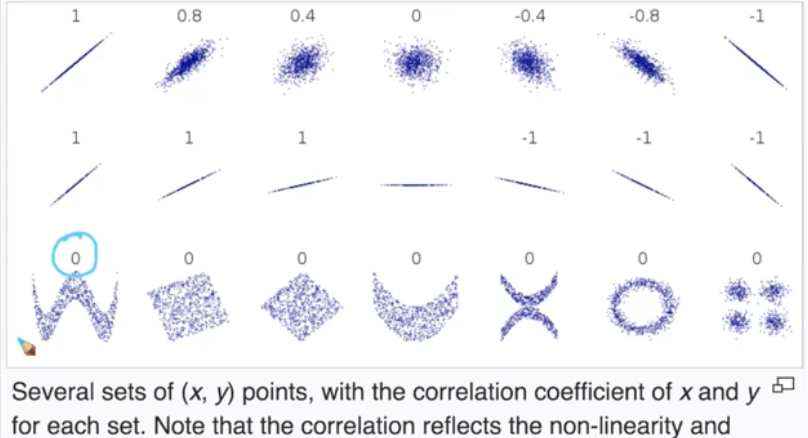 1 0.8 0.4 0 -0.4 -0.8 -1
1 1 1 -1 -1 -1
0 0 0 0 0 0 0
Several sets of (x, y) points, with the correlation coefficient of x and y
for each set. Note that the correlation reflects the non-linearity and